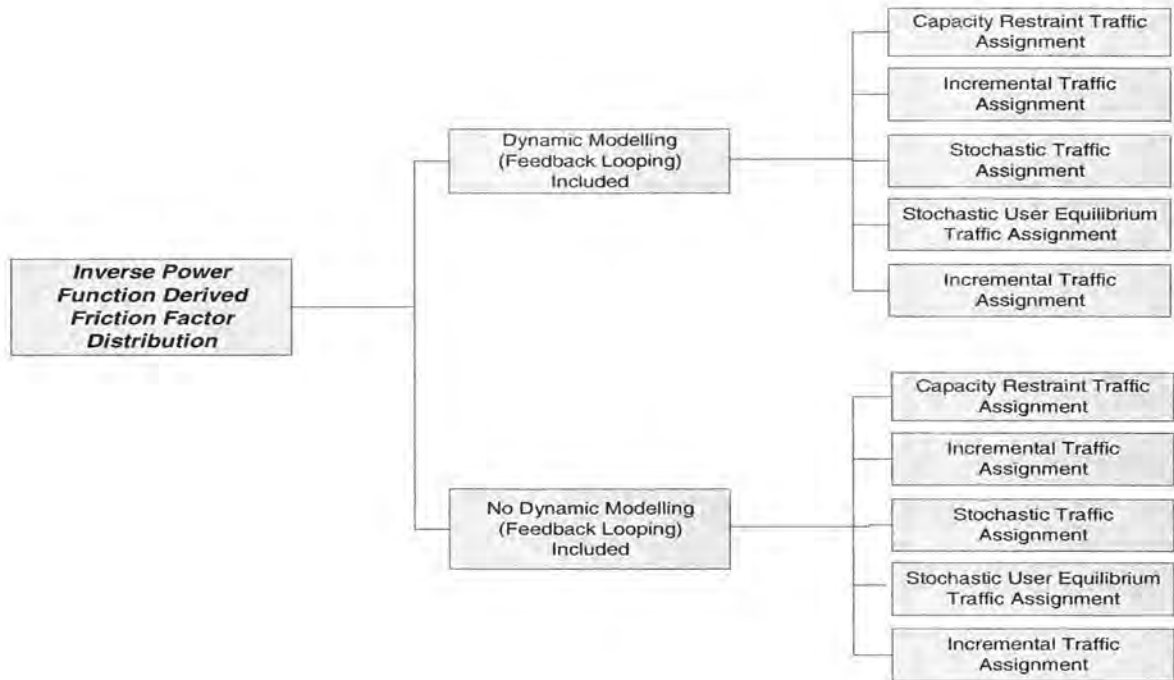 Inverse Power
Function Derived
Friction Factor
Distribution
Dynamic Modelling
(Feedback Looping)
Included
Capacity Restraint Traffic
Assignment
Incremental Traffic
Assignment
Stochastic Traffic
Assignment
Stochastic User Equilibrium
Traffic Assignment
Incremental Traffic
Assignment
No Dynamic Modelling
(Feedback Looping)
Included
Capacity Restraint Traffic
Assignment
Incremental Traffic
Assignment
Stochastic Traffic
Assignment
Stochastic User Equilibrium
Traffic Assignment
Incremental Traffic
Assignment